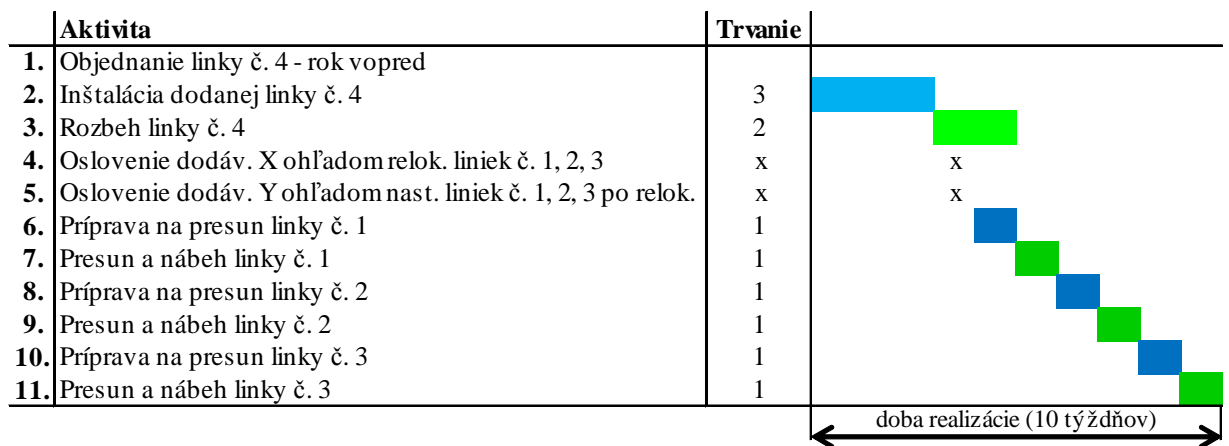 Aktivita Trvanie
1. Objednanie linky č. 4 - rok vopred
2. Inštalácia dodanej linky č. 4 3
3. Rozbeh linky č. 4 2
4. Oslovenie dodáv. X ohľadom relok. liniek č. 1, 2, 3 x x
5. Oslovenie dodáv. Y ohľadom nast. liniek č. 1, 2, 3 po relok. x x
6. Príprava na presun linky č. 1 1
7. Presun a nábeh linky č. 1 1
8. Príprava na presun linky č. 2 1
9. Presun a nábeh linky č. 2 1
10. Príprava na presun linky č. 3 1
11. Presun a nábeh linky č. 3 1
doba realizácie (10 týždňov)